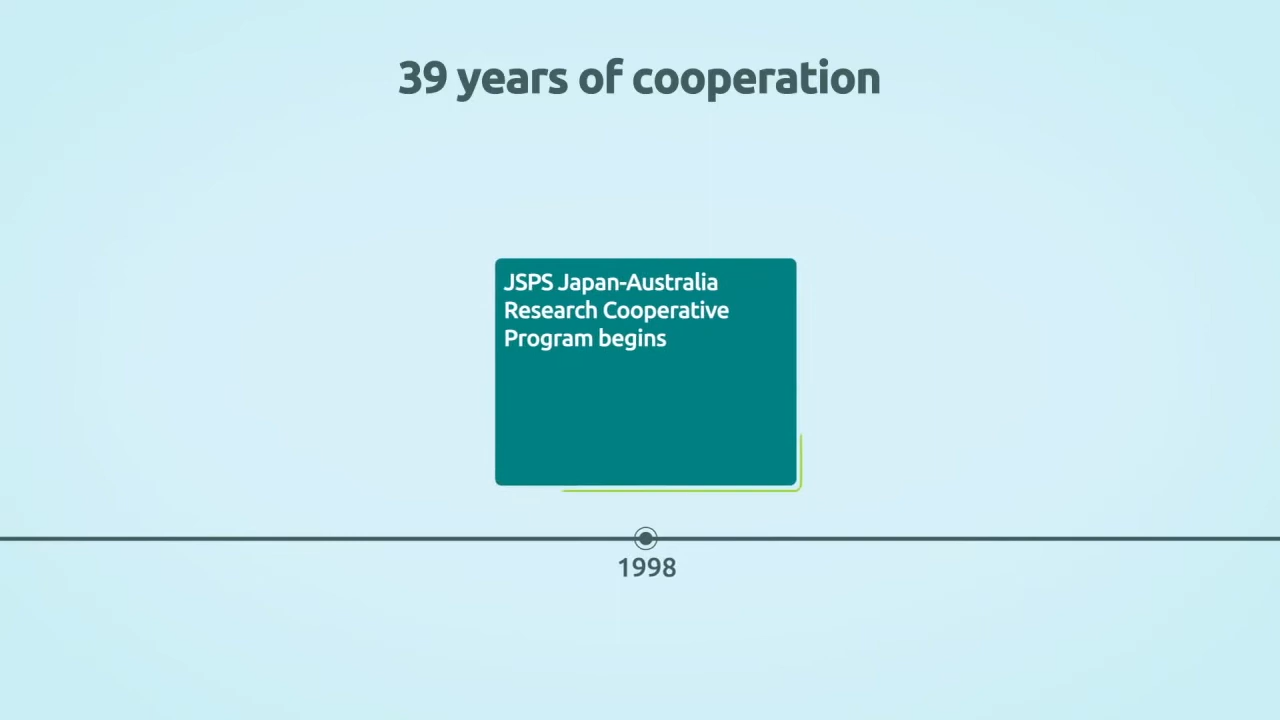 39 years of cooperation
JSPS Japan-Australia
Research Cooperative
Program begins
1998